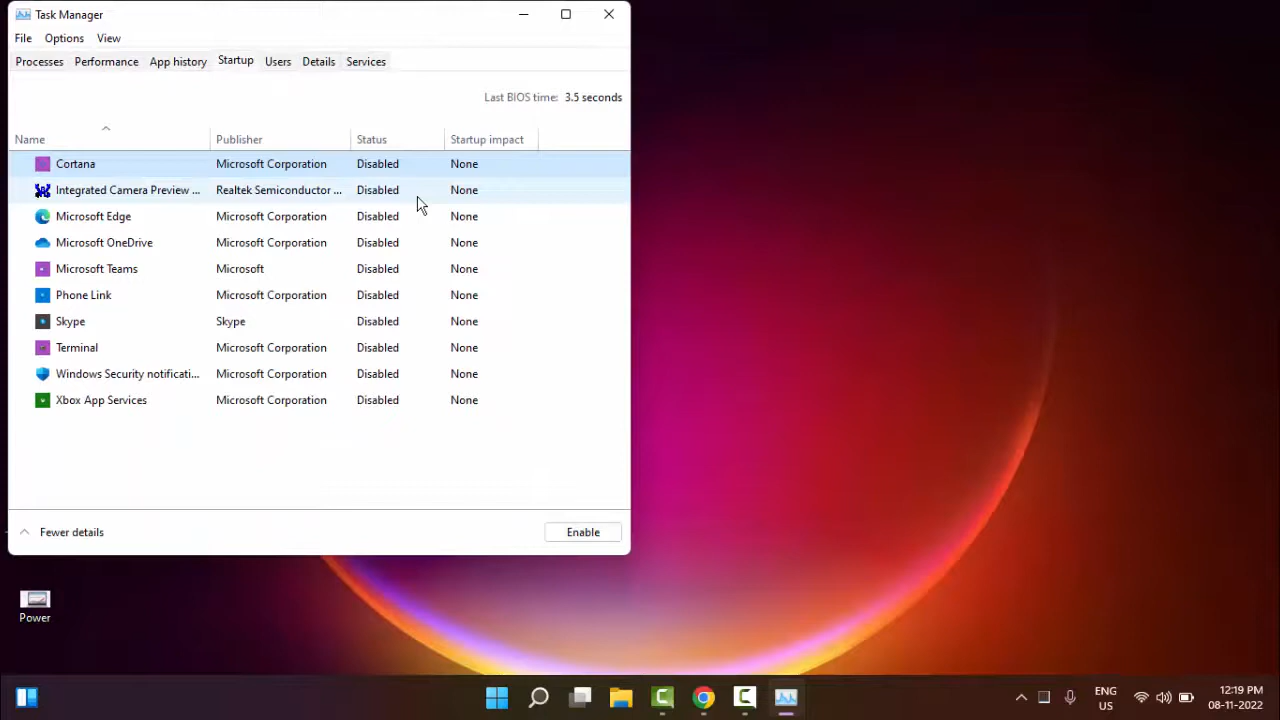 Task Manager
File Options View
Processes Performance App history Startup Users Details Services
Last BIOS time: 3.5 seconds
Name Publisher Status Startup impact
Cortana Microsoft Corporation Disabled None
Integrated Camera Preview ... Realtek Semiconductor ... Disabled None
Microsoft Edge Microsoft Corporation Disabled None
Microsoft OneDrive Microsoft Corporation Disabled None
Microsoft Teams Microsoft Disabled None
Phone Link Microsoft Corporation Disabled None
Skype Skype Disabled None
Terminal Microsoft Corporation Disabled None
Windows Security notificati... Microsoft Corporation Disabled None
Xbox App Services Microsoft Corporation Disabled None
Fewer details Enable
Power
ENG
US
12:19 PM
08-11-2022